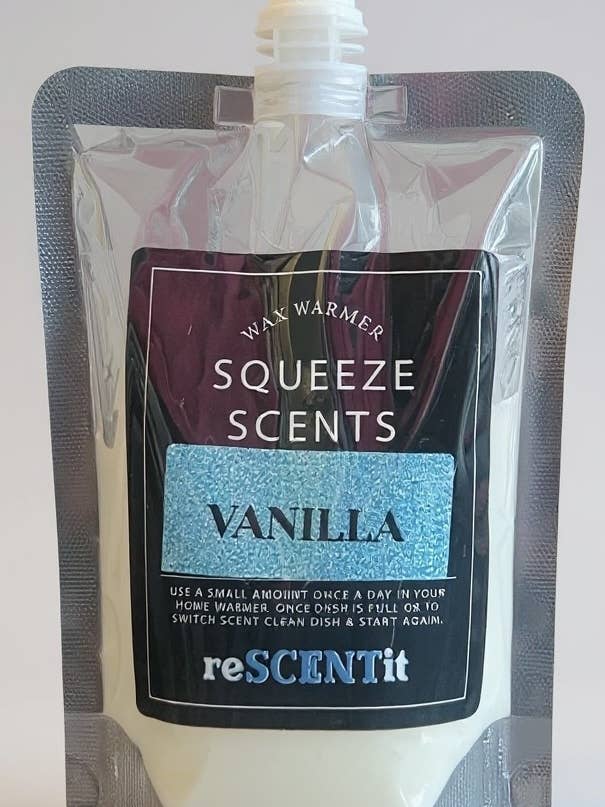 WAX WARMER
SQUEEZE
SCENTS
VANILLA
USE A SMALL AMOUNT ONCE A DAY IN YOUR
HOME WARMER. ONCE DISH IS FULL OR TO
SWITCH SCENT CLEAN DISH & START AGAIN.
reSCENTit